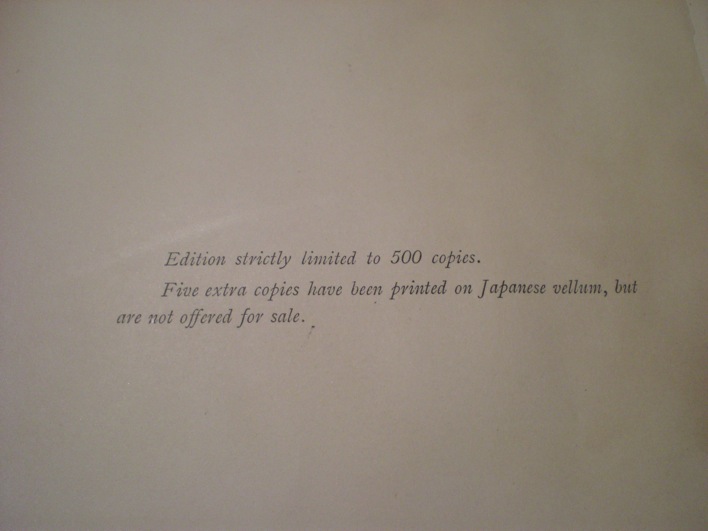 Edition strictly limited to 500 copies.
Five extra copies have been printed on Japanese vellum, but
are not offered for sale.